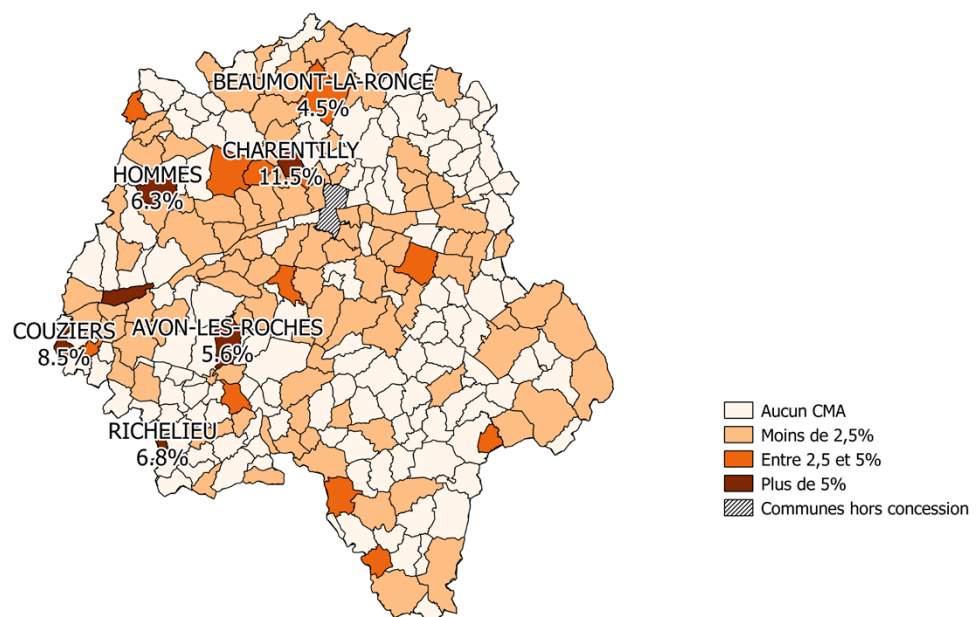 BEAUMONT-LA-RONCE
4.5%
CHARENTILLY
11.5%
HOMMES
6.3%
COUZIERS
8.5%
AVON-LES-ROCHES
5.6%
RICHELIEU
6.8%
Aucun CMA
Moins de 2,5%
Entre 2,5 et 5%
Plus de 5%
Communes hors concession